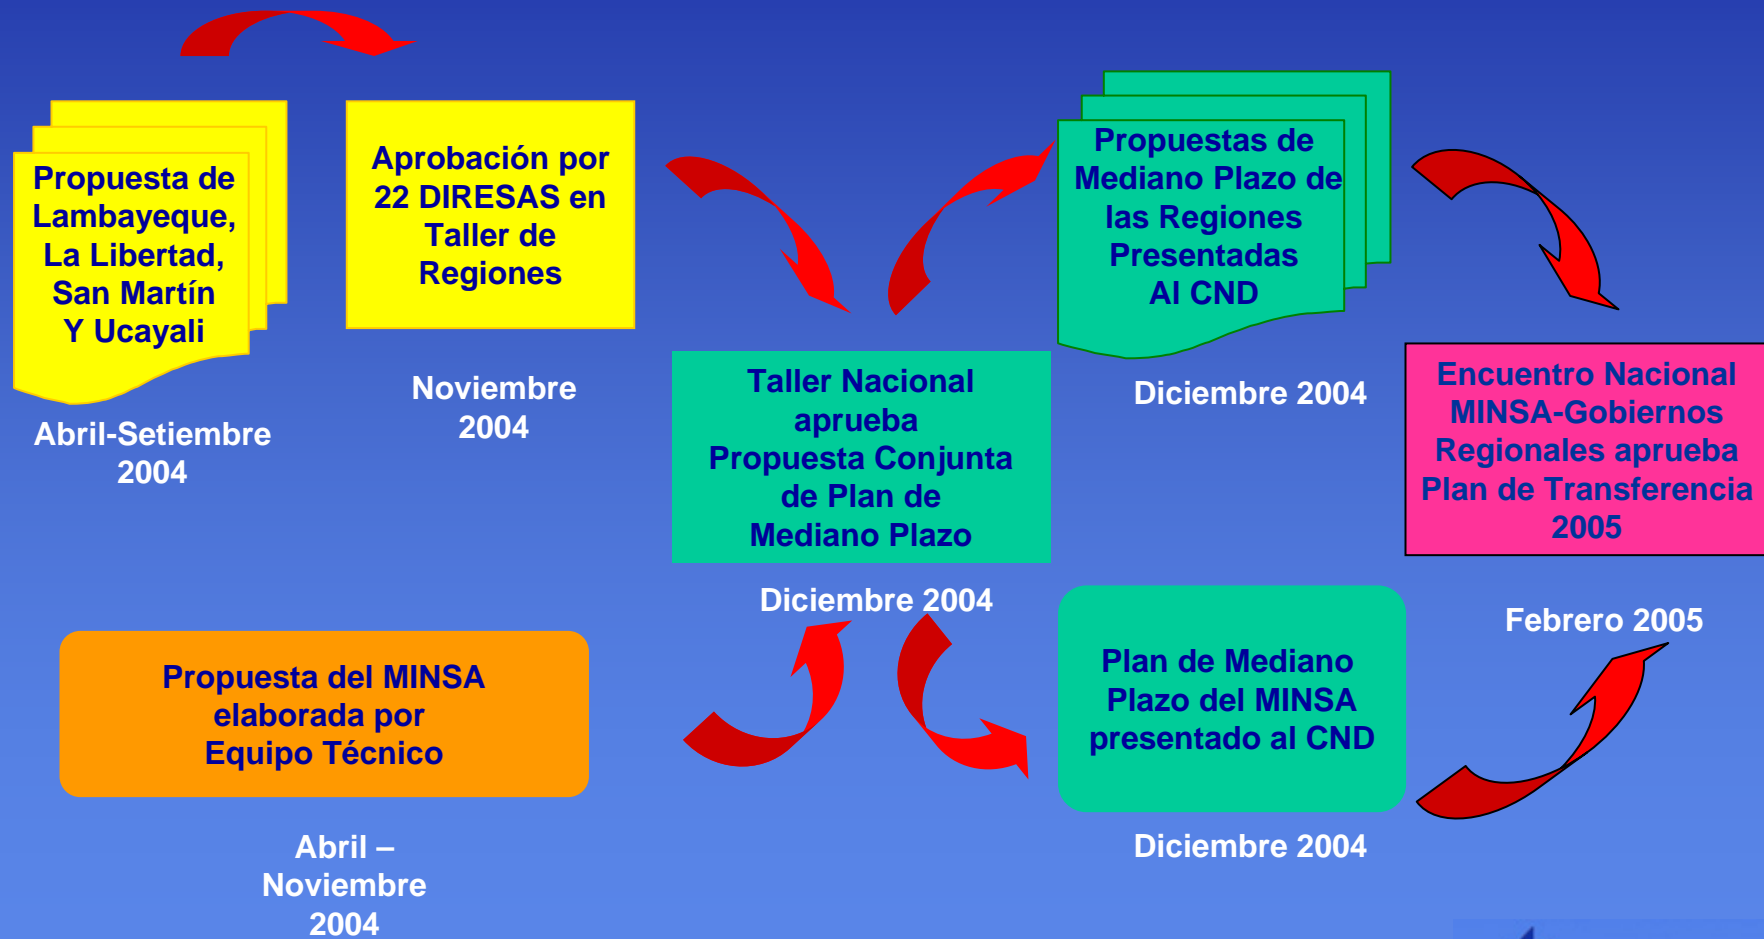 Propuesta de
Lambayeque,
La Libertad,
San Martín
Y Ucayali
Abril-Setiembre
2004
Aprobación por
22 DIRESAS en
Taller de
Regiones
Noviembre
2004
Propuesta del MINSA
elaborada por
Equipo Técnico
Abril –
Noviembre
2004
Taller Nacional
aprueba
Propuesta Conjunta
de Plan de
Mediano Plazo
Diciembre 2004
Propuestas de
Mediano Plazo de
las Regiones
Presentadas
Al CND
Diciembre 2004
Plan de Mediano
Plazo del MINSA
presentado al CND
Diciembre 2004
Encuentro Nacional
MINSA-Gobiernos
Regionales aprueba
Plan de Transferencia
2005
Febrero 2005